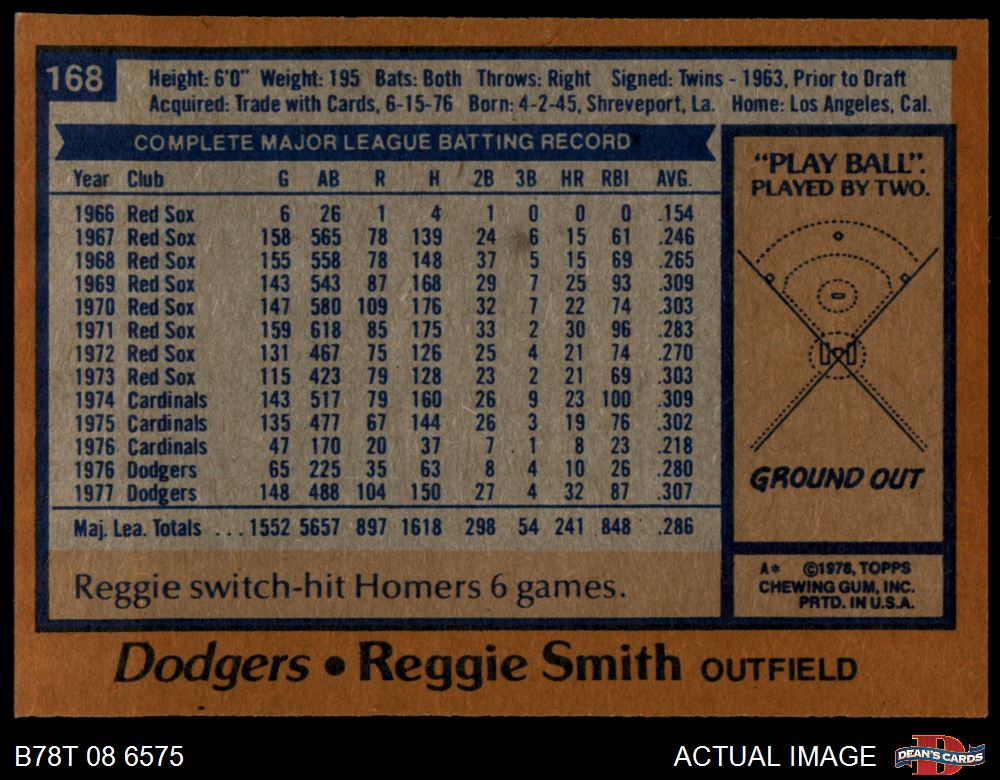 168
Height: 6'0" Weight: 195 Bats: Both Throws: Right Signed: Twins - 1963, Prior to Draft
Acquired: Trade with Cards, 6-15-76 Born: 4-2-45, Shreveport, La. Home: Los Angeles, Cal.
COMPLETE MAJOR LEAGUE BATTING RECORD
Year Club G AB R H 2B 3B HR RBI AVG.
1966 Red Sox 6 26 1 4 1 0 0 0 .154
1967 Red Sox 158 565 78 139 24 6 15 61 .246
1968 Red Sox 155 558 78 148 37 5 15 69 .265
1969 Red Sox 143 543 87 168 29 7 25 93 .309
1970 Red Sox 147 580 109 176 32 7 22 74 .303
1971 Red Sox 159 618 85 175 33 2 30 96 .283
1972 Red Sox 131 467 75 126 25 4 21 74 .270
1973 Red Sox 115 423 79 128 23 2 21 69 .303
1974 Cardinals 143 517 79 160 26 9 23 100 .309
1975 Cardinals 135 477 67 144 26 3 19 76 .302
1976 Cardinals 47 170 20 37 7 1 8 23 .218
1976 Dodgers 65 225 35 63 8 4 10 26 .280
1977 Dodgers 148 488 104 150 27 4 32 87 .307
Maj. Lea. Totals ... 1552 5657 897 1618 298 54 241 848 .286
Reggie switch-hit Homers 6 games.
"PLAY BALL".
PLAYED BY TWO.
GROUND OUT
A* ©1978, TOPPS
CHEWING GUM, INC.
PRTD. IN U.S.A.
Dodgers • Reggie Smith OUTFIELD
B78T 08 6575
ACTUAL IMAGE
D
DEAN'S CARDS